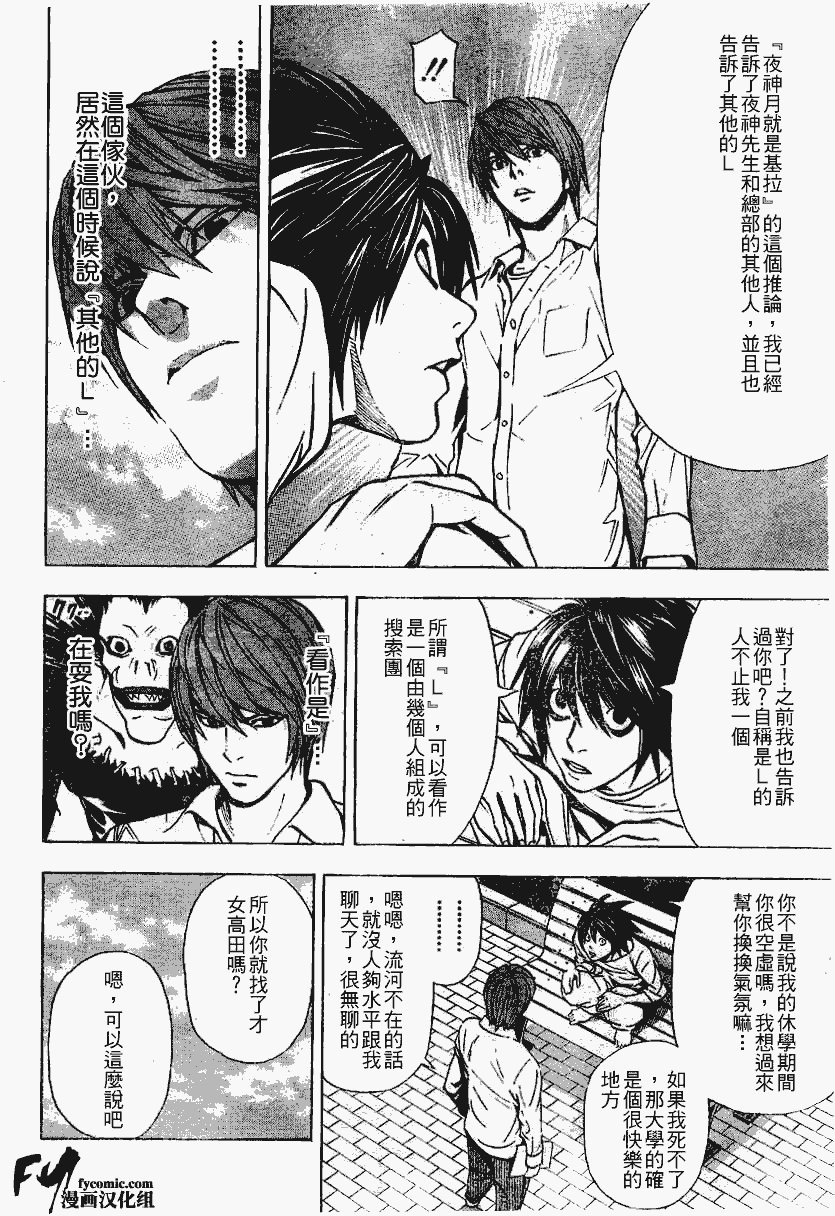 『夜神月就是基拉』的這個推論，我已經
告訴了夜神先生和總部的其他人，並且也
告訴了其他的L
!!
………
………
這個傢伙，
居然在這個時候說『其他的L』…
對了！之前我也告訴
過你吧？自稱是L的
人不止我一個
所謂『L』，可以看作
是一個由幾個人組成的
搜索團
『看作是』…
在耍我嗎？
ククク
你不是說我的休學期間
你很空虛嗎，我想過來
幫你換換氣氛嘛…
如果我死不了
，那大學的確
是個很快樂的
地方
………
………
嗯嗯，流河不在的話
，就沒人夠水平跟我
聊天了，很無聊的
所以你就找了才
女高田嗎？
嗯，可以這麼說吧
FY
fycomic.com
漫画汉化组